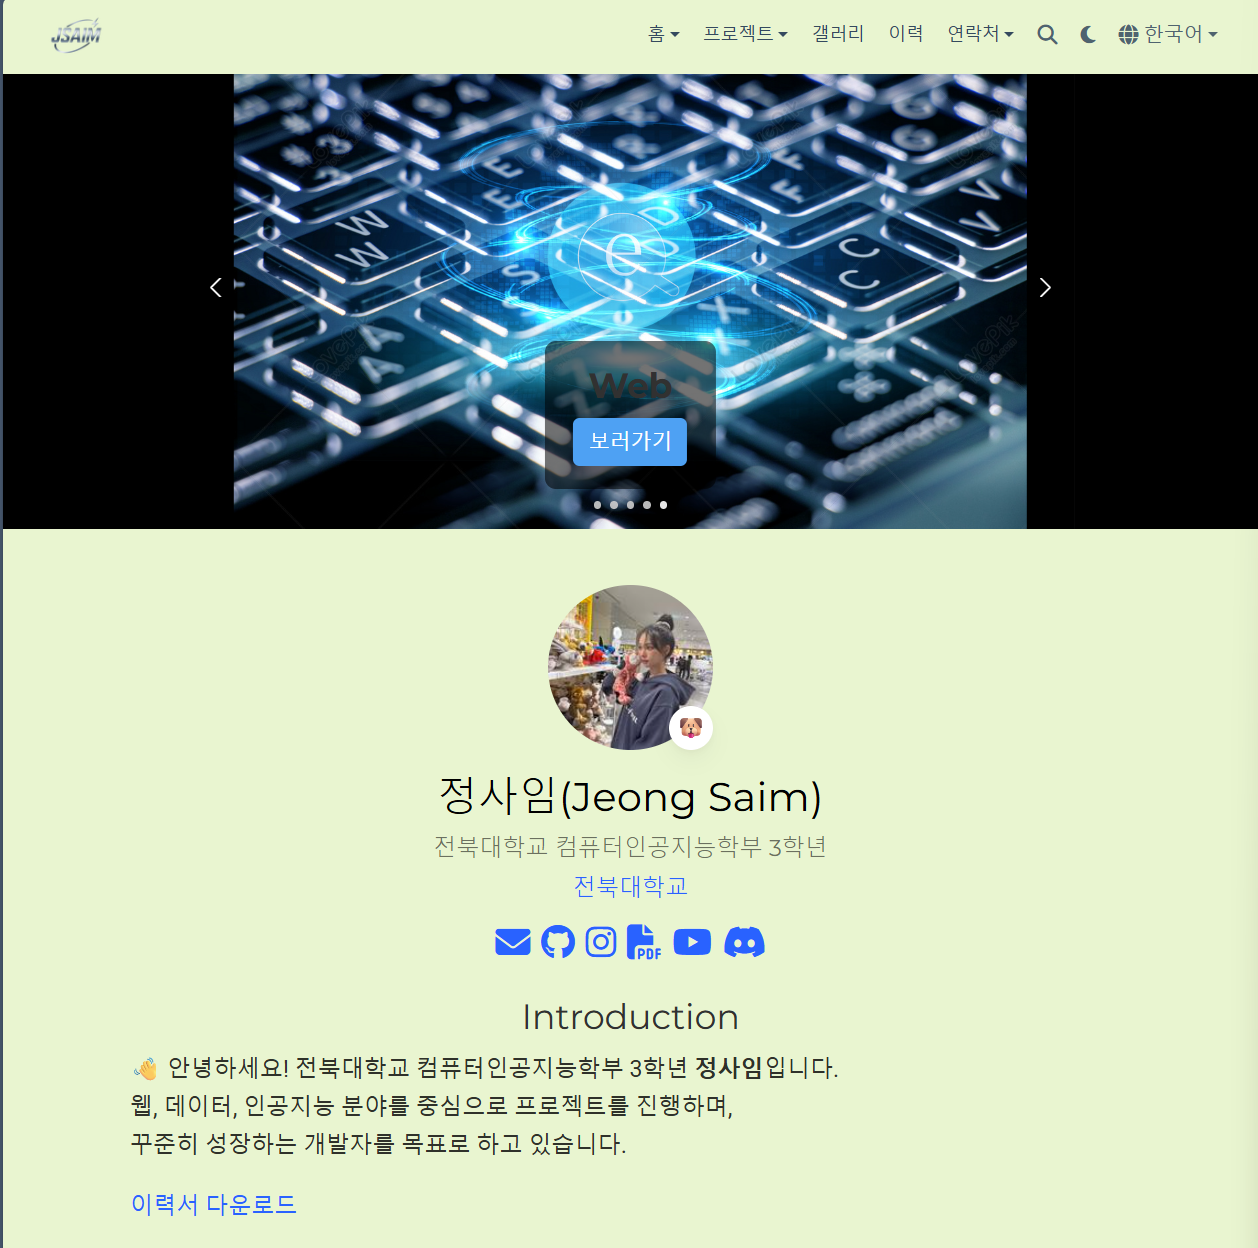 JSAIM
홈 프로젝트 갤러리 이력 연락처 한국어
Web
보러가기
정사임(Jeong Saim)
전북대학교 컴퓨터인공지능학부 3학년
전북대학교
PDF
Introduction
👋 안녕하세요! 전북대학교 컴퓨터인공지능학부 3학년 정사임입니다.
웹, 데이터, 인공지능 분야를 중심으로 프로젝트를 진행하며,
꾸준히 성장하는 개발자를 목표로 하고 있습니다.
이력서 다운로드